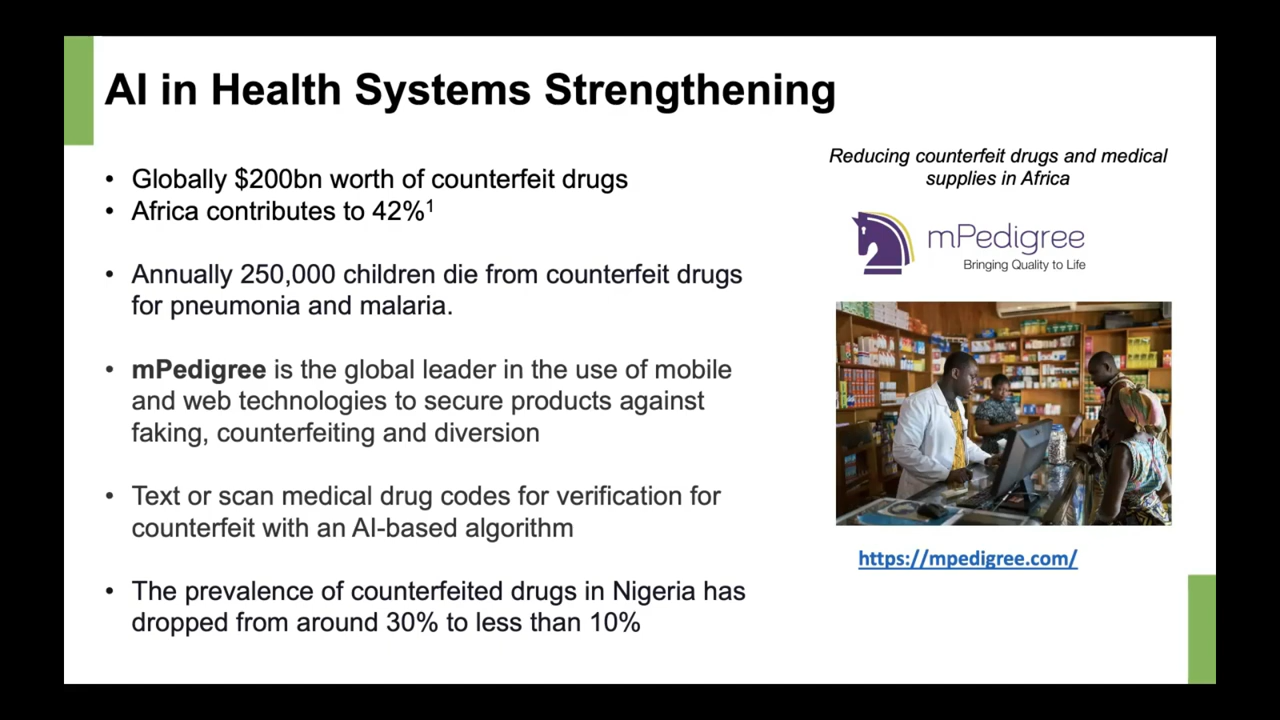 AI in Health Systems Strengthening
• Globally $200bn worth of counterfeit drugs
• Africa contributes to 42%¹
• Annually 250,000 children die from counterfeit drugs
for pneumonia and malaria.
• mPedigree is the global leader in the use of mobile
and web technologies to secure products against
faking, counterfeiting and diversion
• Text or scan medical drug codes for verification for
counterfeit with an AI-based algorithm
• The prevalence of counterfeited drugs in Nigeria has
dropped from around 30% to less than 10%
Reducing counterfeit drugs and medical
supplies in Africa
mPedigree
Bringing Quality to Life
https://mpedigree.com/